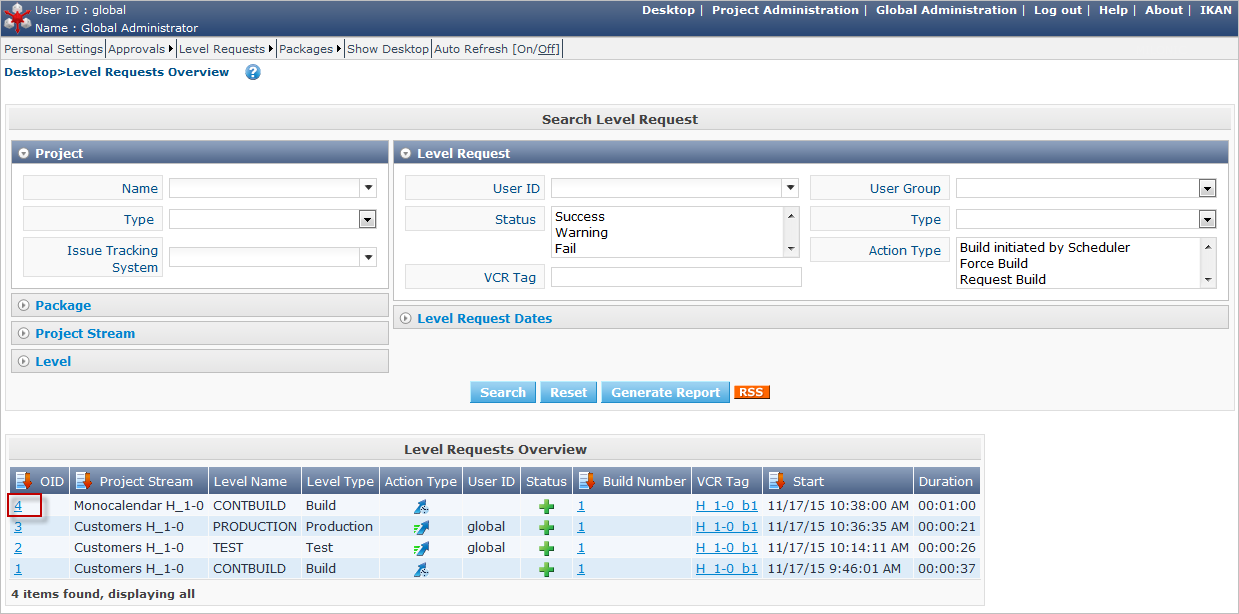 User ID : global
Name : Global Administrator
Desktop | Project Administration | Global Administration | Log out | Help | About | IKAN
Personal Settings Approvals Level Requests Packages Show Desktop Auto Refresh [On/Off]
Desktop>Level Requests Overview ?
Search Level Request
Project
Name
Type
Issue Tracking
System
Package
Project Stream
Level
Level Request
User ID
Status
Success
Warning
Fail
VCR Tag
User Group
Type
Action Type
Build initiated by Scheduler
Force Build
Request Build
Level Request Dates
Search Reset Generate Report RSS
Level Requests Overview
OID Project Stream Level Name Level Type Action Type User ID Status Build Number VCR Tag Start Duration
4 Monocalendar H_1-0 CONTBUILD Build 1 H_1-0_b1 11/17/15 10:38:00 AM 00:01:00
3 Customers H_1-0 PRODUCTION Production global 1 H_1-0_b1 11/17/15 10:36:35 AM 00:00:21
2 Customers H_1-0 TEST Test global 1 H_1-0_b1 11/17/15 10:14:11 AM 00:00:26
1 Customers H_1-0 CONTBUILD Build 1 H_1-0_b1 11/17/15 9:46:01 AM 00:00:37
4 items found, displaying all